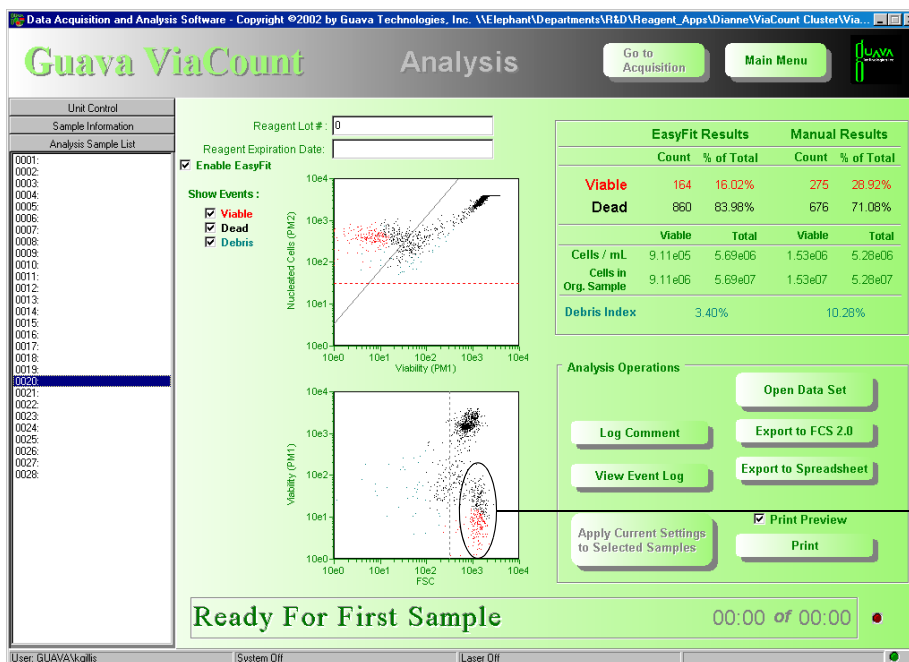 Data Acquisition and Analysis Software - Copyright ©2002 by Guava Technologies, Inc. \\Elephant\Departments\R&D\Reagent_Apps\Dianne\ViaCount Cluster\Via...
Guava ViaCount
Analysis
Go to
Acquisition
Main Menu
GUAVA
Unit Control
Sample Information
Analysis Sample List
0001:
0002:
0003:
0004:
0005:
0006:
0007:
0008:
0009:
0010:
0011:
0012:
0013:
0014:
0015:
0016:
0017:
0018:
0019:
0020:
0021:
0022:
0023:
0024:
0025:
0026:
0027:
0028:
Reagent Lot #: 0
Reagent Expiration Date:
Enable EasyFit
Show Events :
Viable
Dead
Debris
10e4
10e3
10e2
10e1
10e0
Nucleated Cells (PM2)
10e0 10e1 10e2 10e3 10e4
Viability (PM1)
10e4
10e3
10e2
10e1
10e0
Viability (PM1)
10e0 10e1 10e2 10e3 10e4
FSC
EasyFit Results Manual Results
Count % of Total Count % of Total
Viable 164 16.02% 275 28.92%
Dead 860 83.98% 676 71.08%
Viable Total Viable Total
Cells / mL 9.11e05 5.69e06 1.53e06 5.28e06
Cells in
Org. Sample 9.11e06 5.69e07 1.53e07 5.28e07
Debris Index 3.40% 10.28%
Analysis Operations
Open Data Set
Log Comment
Export to FCS 2.0
View Event Log
Export to Spreadsheet
Apply Current Settings
to Selected Samples
Print Preview
Print
Ready For First Sample
00:00 of 00:00
User: GUAVA\kgillis
System Off
Laser Off